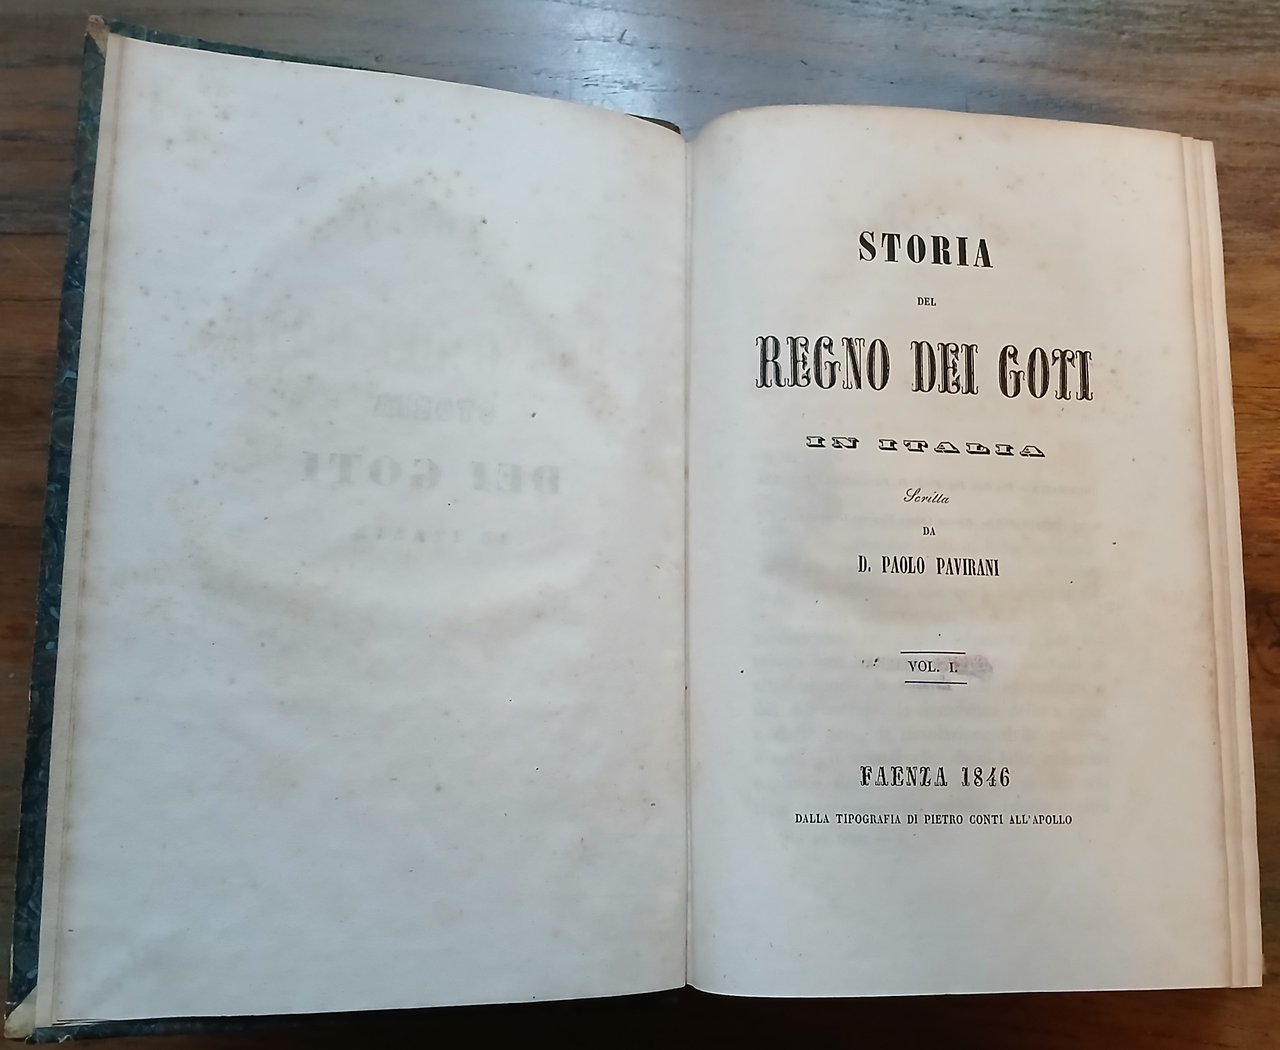 STORIA
DEL
REGNO DEI GOTI
IN ITALIA
Scritta
DA
D. PAOLO PAVIRANI
VOL. I.
FAENZA 1846
DALLA TIPOGRAFIA DI PIETRO CONTI ALL'APOLLO